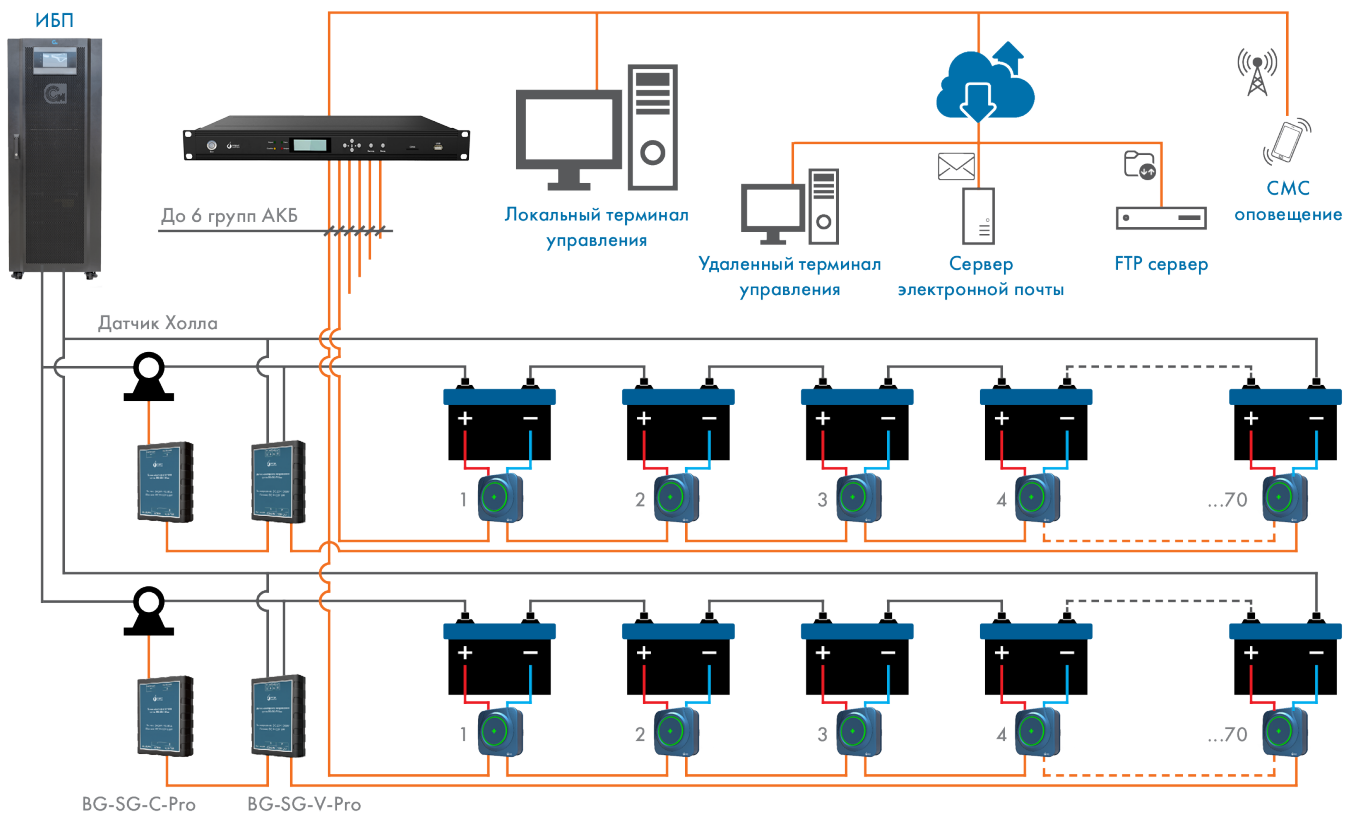 ИБП
До 6 групп АКБ
Локальный терминал
управления
Удаленный терминал
управления
Сервер
электронной почты
FTP сервер
СМС
оповещение
Датчик Холла
+ − + − + − + − + −
1 2 3 4 ...70
+ − + − + − + − + −
1 2 3 4 ...70
BG-SG-C-Pro
BG-SG-V-Pro